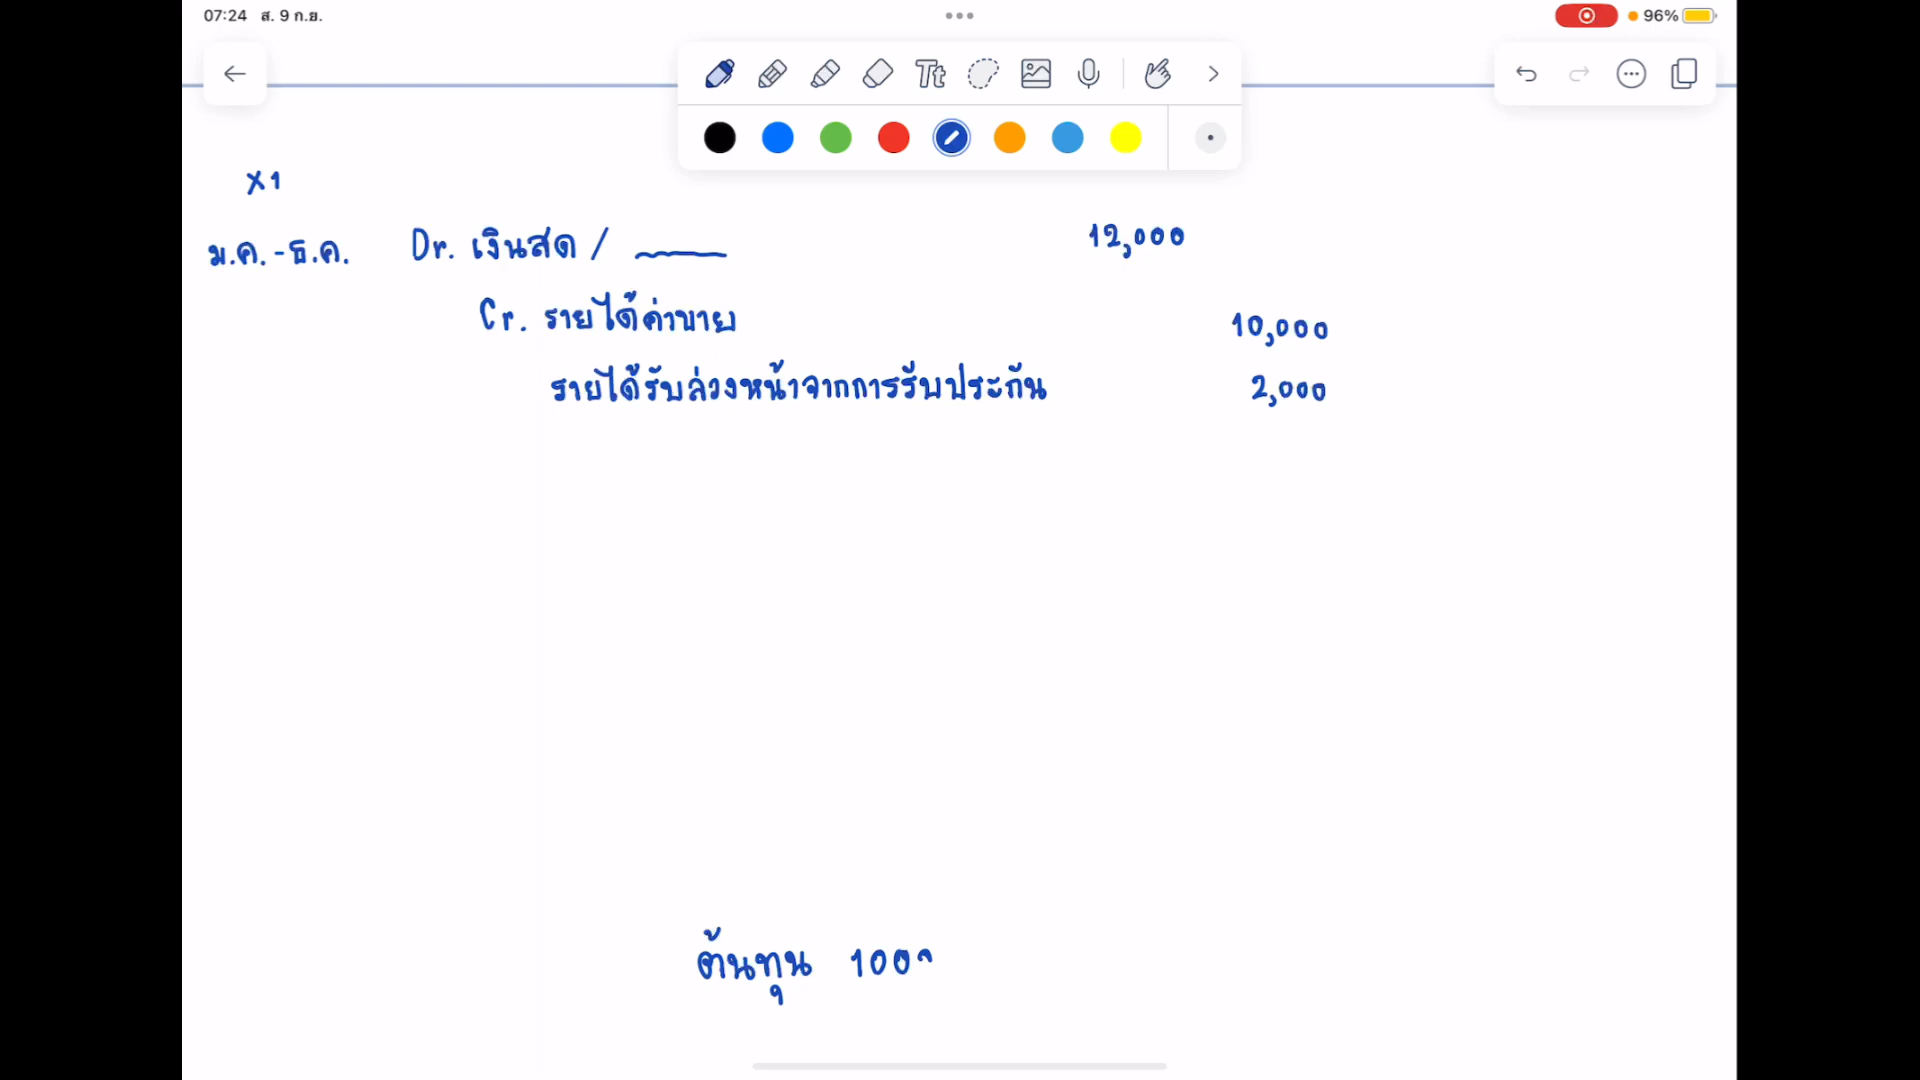 07:24 ส. 9 ก.ย. 96%
Tt
X1
ม.ค.-ธ.ค. Dr. เงินสด / 12,000
Cr. รายได้ค่าขาย 10,000
รายได้รับล่วงหน้าจากการรับประกัน 2,000
ต้นทุน 100